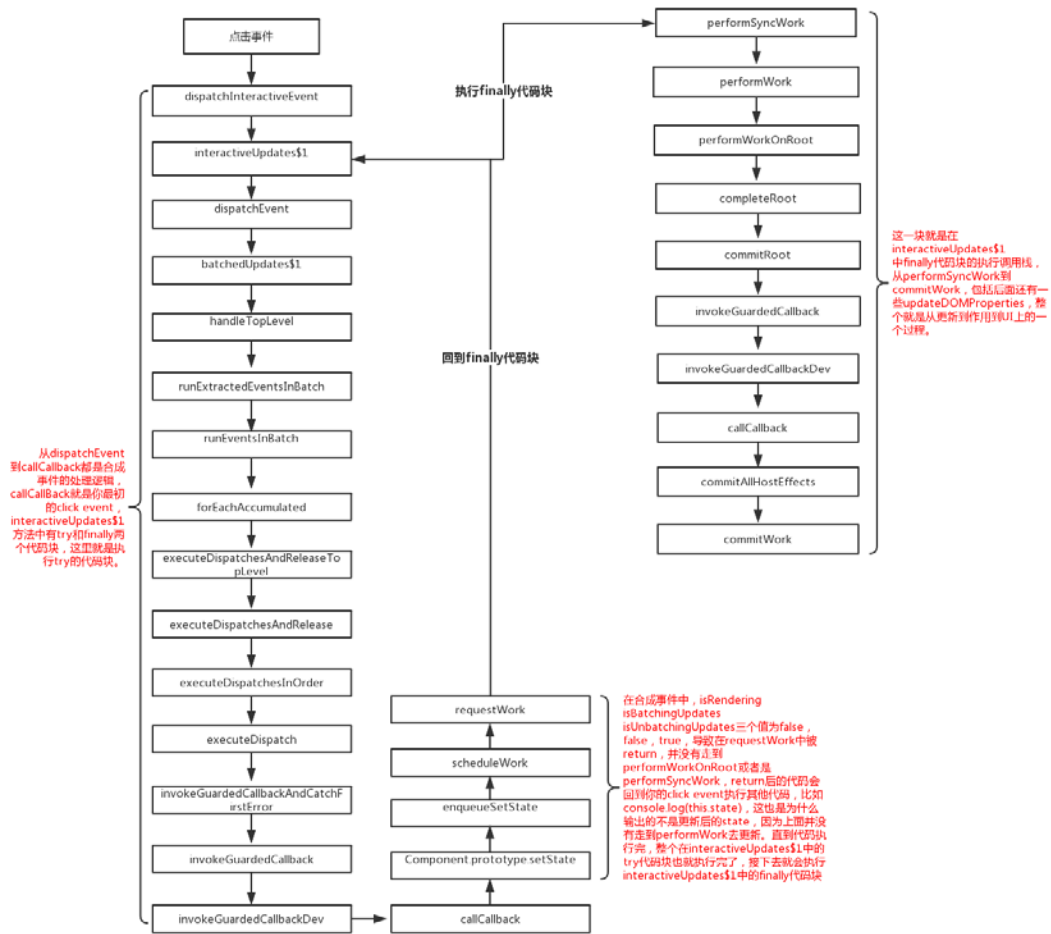 点击事件
dispatchInteractiveEvent
interactiveUpdates$1
dispatchEvent
batchedUpdates$1
handleTopLevel
runExtractedEventsInBatch
runEventsInBatch
forEachAccumulated
executeDispatchesAndReleaseTo
pLevel
executeDispatchesAndRelease
executeDispatchesInOrder
executeDispatch
invokeGuardedCallbackAndCatchF
irstError
invokeGuardedCallback
invokeGuardedCallbackDev
从dispatchEvent
到callCallback都是合成
事件的处理逻辑，
callCallBack就是你最初
的click event，
interactiveUpdates$1
方法中有try和finally两
个代码块，这里就是执
行try的代码块。
callCallback
Component prototype setState
enqueueSetState
scheduleWork
requestWork
在合成事件中，isRendering
isBatchingUpdates
isUnbatchingUpdates三个值为false，
false，true，导致在requestWork中被
return，并没有走到
performWorkOnRoot或者是
performSyncWork，return后的代码会
回到你的click event执行其他代码，比如
console.log(this.state)，这也是为什么
输出的不是更新后的state，因为上面并没
有走到performWork去更新。直到代码执
行完，整个在interactiveUpdates$1中的
try代码块也就执行完了，接下去就会执行
interactiveUpdates$1中的finally代码块
回到finally代码块
执行finally代码块
performSyncWork
performWork
performWorkOnRoot
completeRoot
commitRoot
invokeGuardedCallback
invokeGuardedCallbackDev
callCallback
commitAllHostEffects
commitWork
这一块就是在
interactiveUpdates$1
中finally代码块的执行调用栈，
从performSyncWork到
commitWork，包括后面还有一
些updateDOMProperties，整
个就是从更新到作用到UI上的一
个过程。